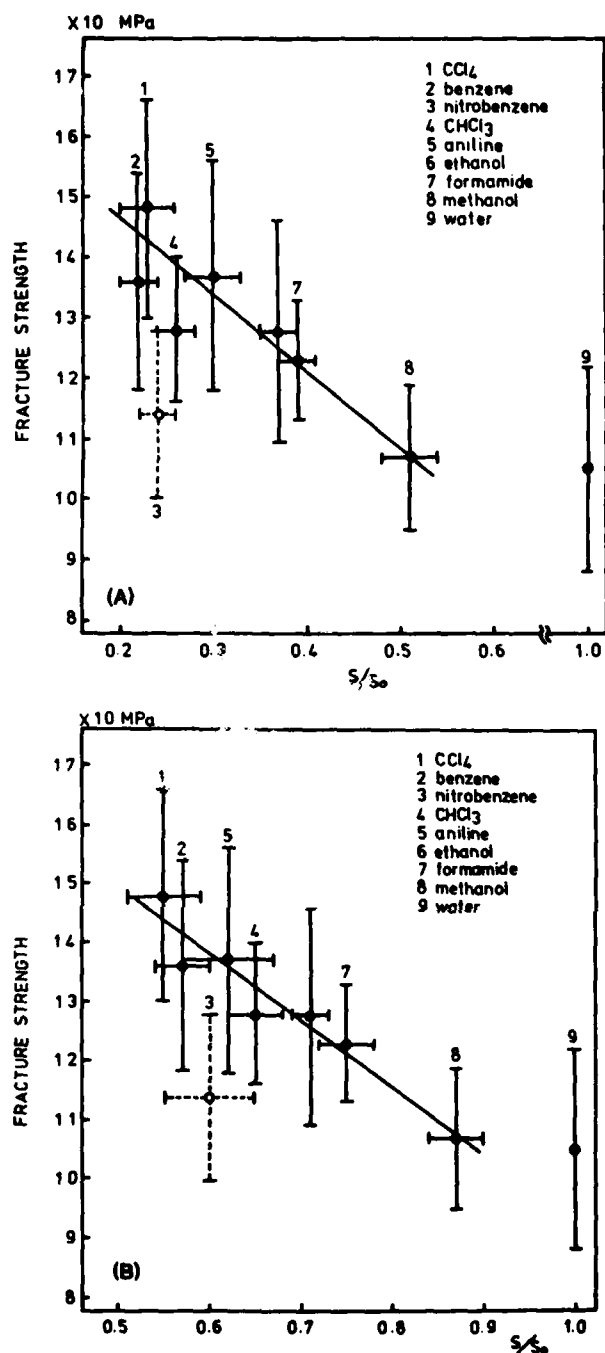 ×10 MPa
17
16
15
14
13
12
11
10
9
8
FRACTURE STRENGTH
1
2
3
4
5
7
8
9
1 CCl4
2 benzene
3 nitrobenzene
4 CHCl3
5 aniline
6 ethanol
7 formamide
8 methanol
9 water
(A)
0.2 0.3 0.4 0.5 0.6 1.0
S/So
×10 MPa
17
16
15
14
13
12
11
10
9
8
FRACTURE STRENGTH
1
2
3
5
4
7
8
9
1 CCl4
2 benzene
3 nitrobenzene
4 CHCl3
5 aniline
6 ethanol
7 formamide
8 methanol
9 water
(B)
0.5 0.6 0.7 0.8 0.9 1.0
S/So